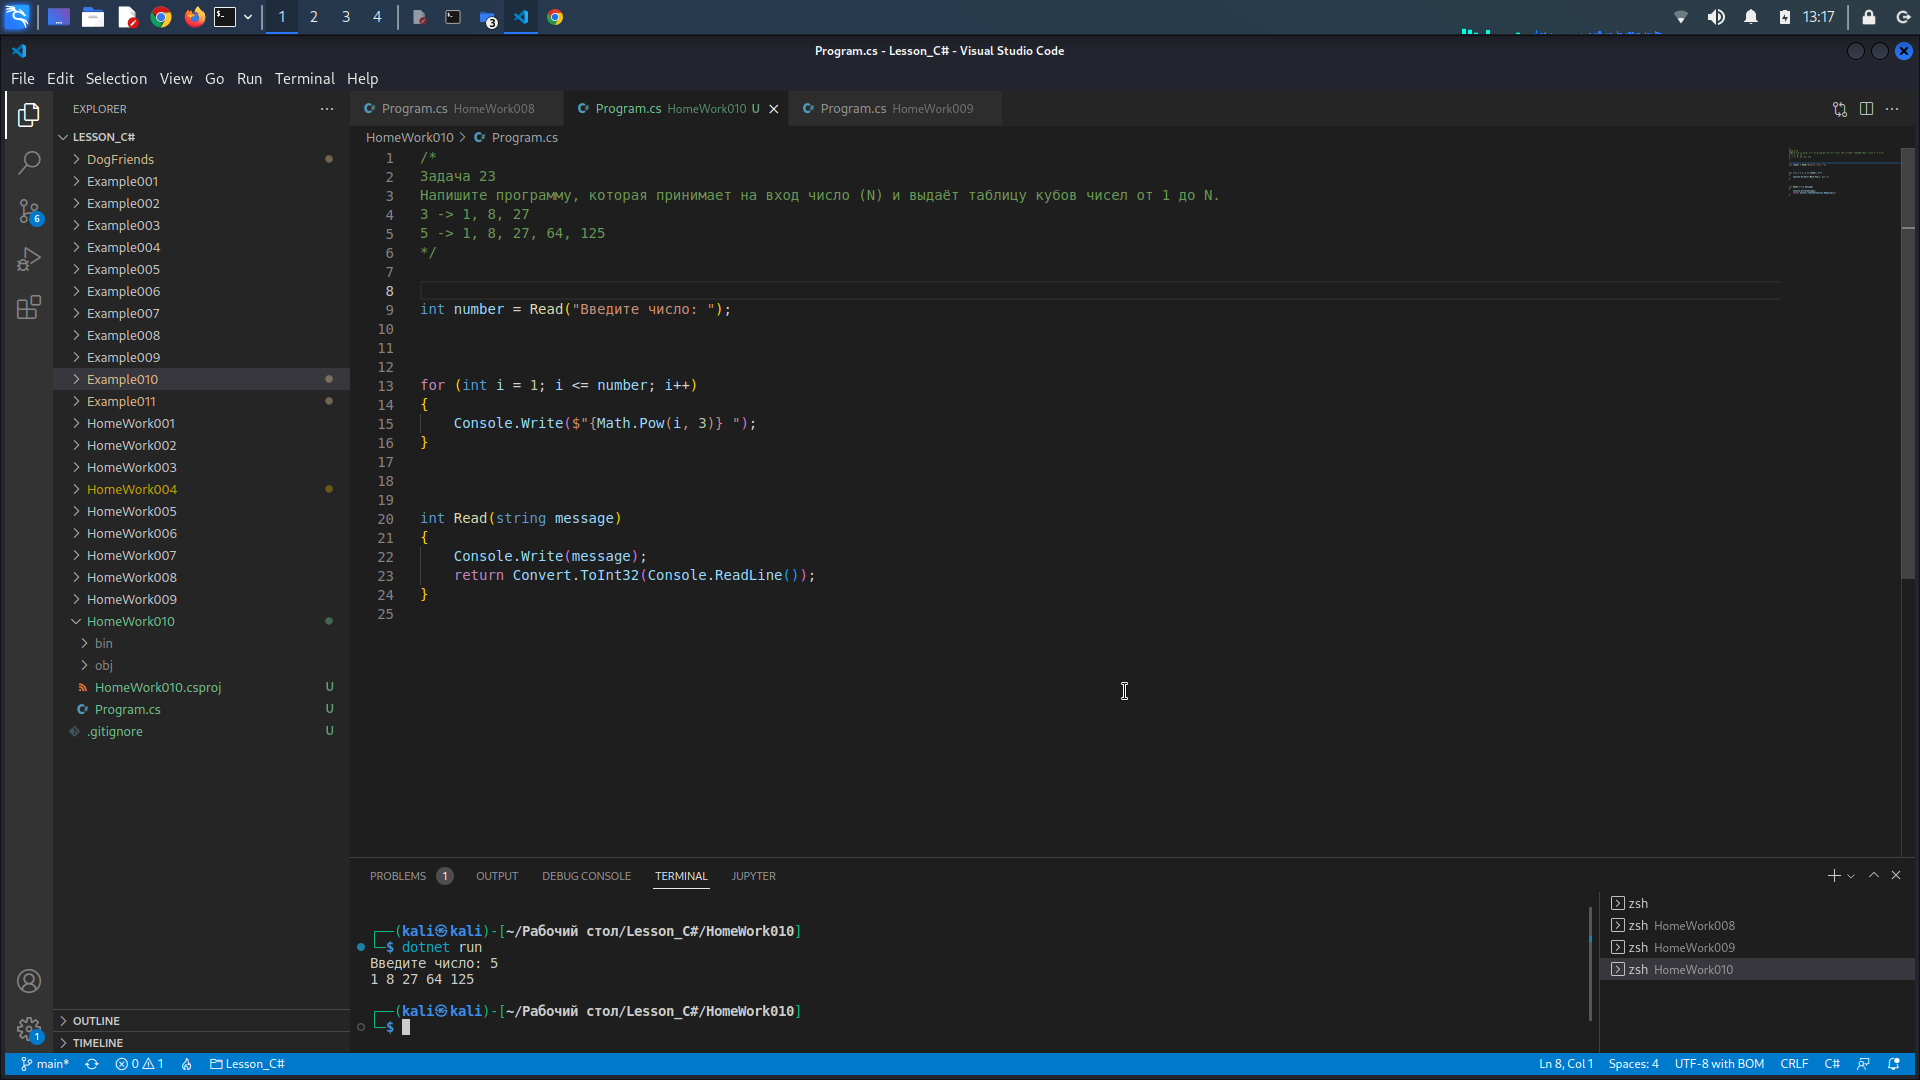 1 2 3 4
3
13:17
Program.cs - Lesson_C# - Visual Studio Code
File Edit Selection View Go Run Terminal Help
EXPLORER
LESSON_C#
DogFriends
Example001
Example002
Example003
Example004
Example005
Example006
Example007
Example008
Example009
Example010
Example011
HomeWork001
HomeWork002
HomeWork003
HomeWork004
HomeWork005
HomeWork006
HomeWork007
HomeWork008
HomeWork009
HomeWork010
bin
obj
HomeWork010.csproj U
Program.cs U
.gitignore U
OUTLINE
TIMELINE
6
1
Program.cs HomeWork008
Program.cs HomeWork010 U
Program.cs HomeWork009
HomeWork010 > Program.cs
1 /*
2 Задача 23
3 Напишите программу, которая принимает на вход число (N) и выдаёт таблицу кубов чисел от 1 до N.
4 3 -> 1, 8, 27
5 5 -> 1, 8, 27, 64, 125
6 */
7
8
9 int number = Read("Введите число: ");
10
11
12
13 for (int i = 1; i <= number; i++)
14 {
15 Console.Write($"{Math.Pow(i, 3)} ");
16 }
17
18
19
20 int Read(string message)
21 {
22 Console.Write(message);
23 return Convert.ToInt32(Console.ReadLine());
24 }
25
PROBLEMS 1 OUTPUT DEBUG CONSOLE TERMINAL JUPYTER
┌──(kali㉿kali)-[~/Рабочий стол/Lesson_C#/HomeWork010]
└─$ dotnet run
Введите число: 5
1 8 27 64 125
┌──(kali㉿kali)-[~/Рабочий стол/Lesson_C#/HomeWork010]
└─$
zsh
zsh HomeWork008
zsh HomeWork009
zsh HomeWork010
main* 0 1 Lesson_C#
Ln 8, Col 1 Spaces: 4 UTF-8 with BOM CRLF C#